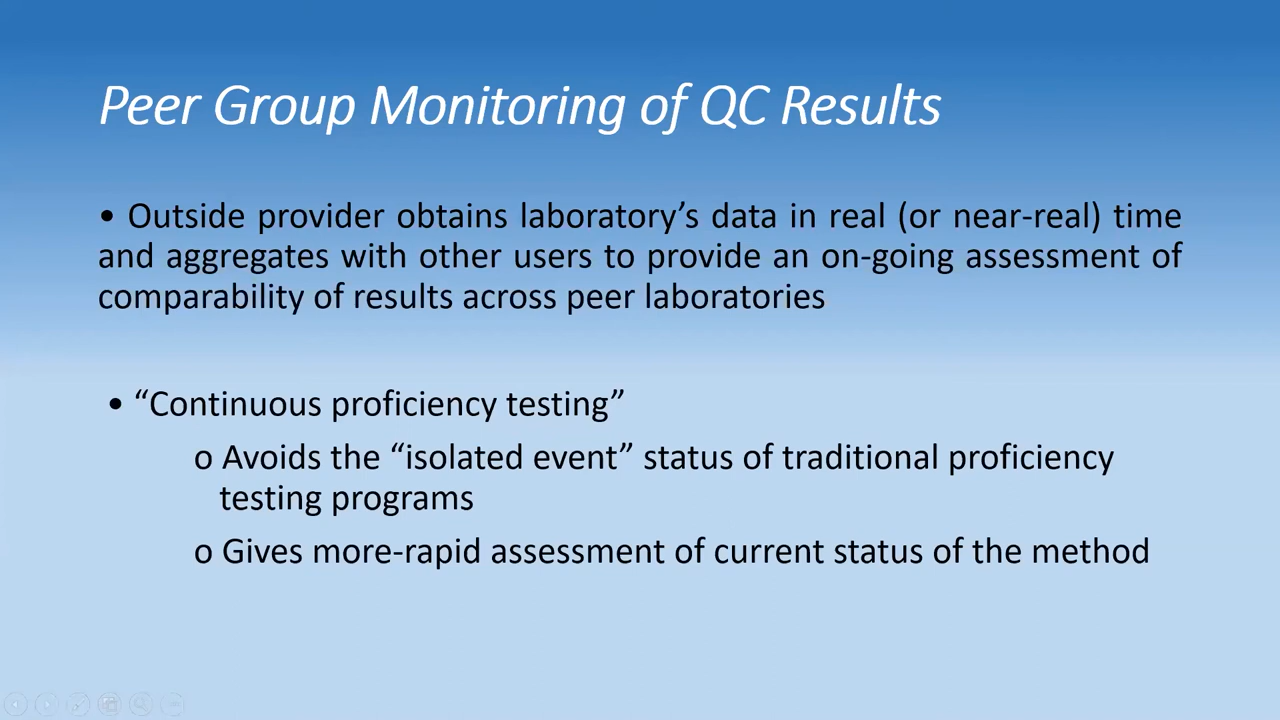 Peer Group Monitoring of QC Results
• Outside provider obtains laboratory’s data in real (or near-real) time
and aggregates with other users to provide an on-going assessment of
comparability of results across peer laboratories
• “Continuous proficiency testing”
o Avoids the “isolated event” status of traditional proficiency
testing programs
o Gives more-rapid assessment of current status of the method